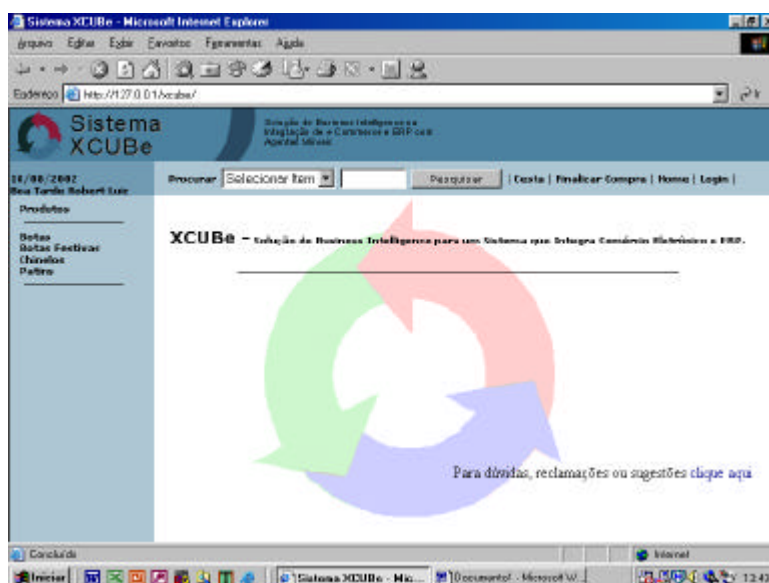 Sistema XCUBe - Microsoft Internet Explorer
Arquivo Editar Exibir Favoritos Ferramentas Ajuda
Endereço http://127.0.0.1/xcube/
Sistema
XCUBe
Solução de Business Intelligence na
Integração de e-Commerce e ERP com
Agentes Móveis
16/08/2002
Boa Tarde Robert Luis
Procurar Selecionar Item Pesquisar | Cesta | Finalizar Compra | Home | Login |
Produtos
Botas
Botas Festivas
Chinelos
Patins
XCUBe - Solução de Business Intelligence para um Sistema que Integra Comércio Eletrônico e ERP.
Para dúvidas, reclamações ou sugestões clique aqui
Concluído Internet
Iniciar Sistema XCUBe - Mic... Documento1 - Microsoft W...